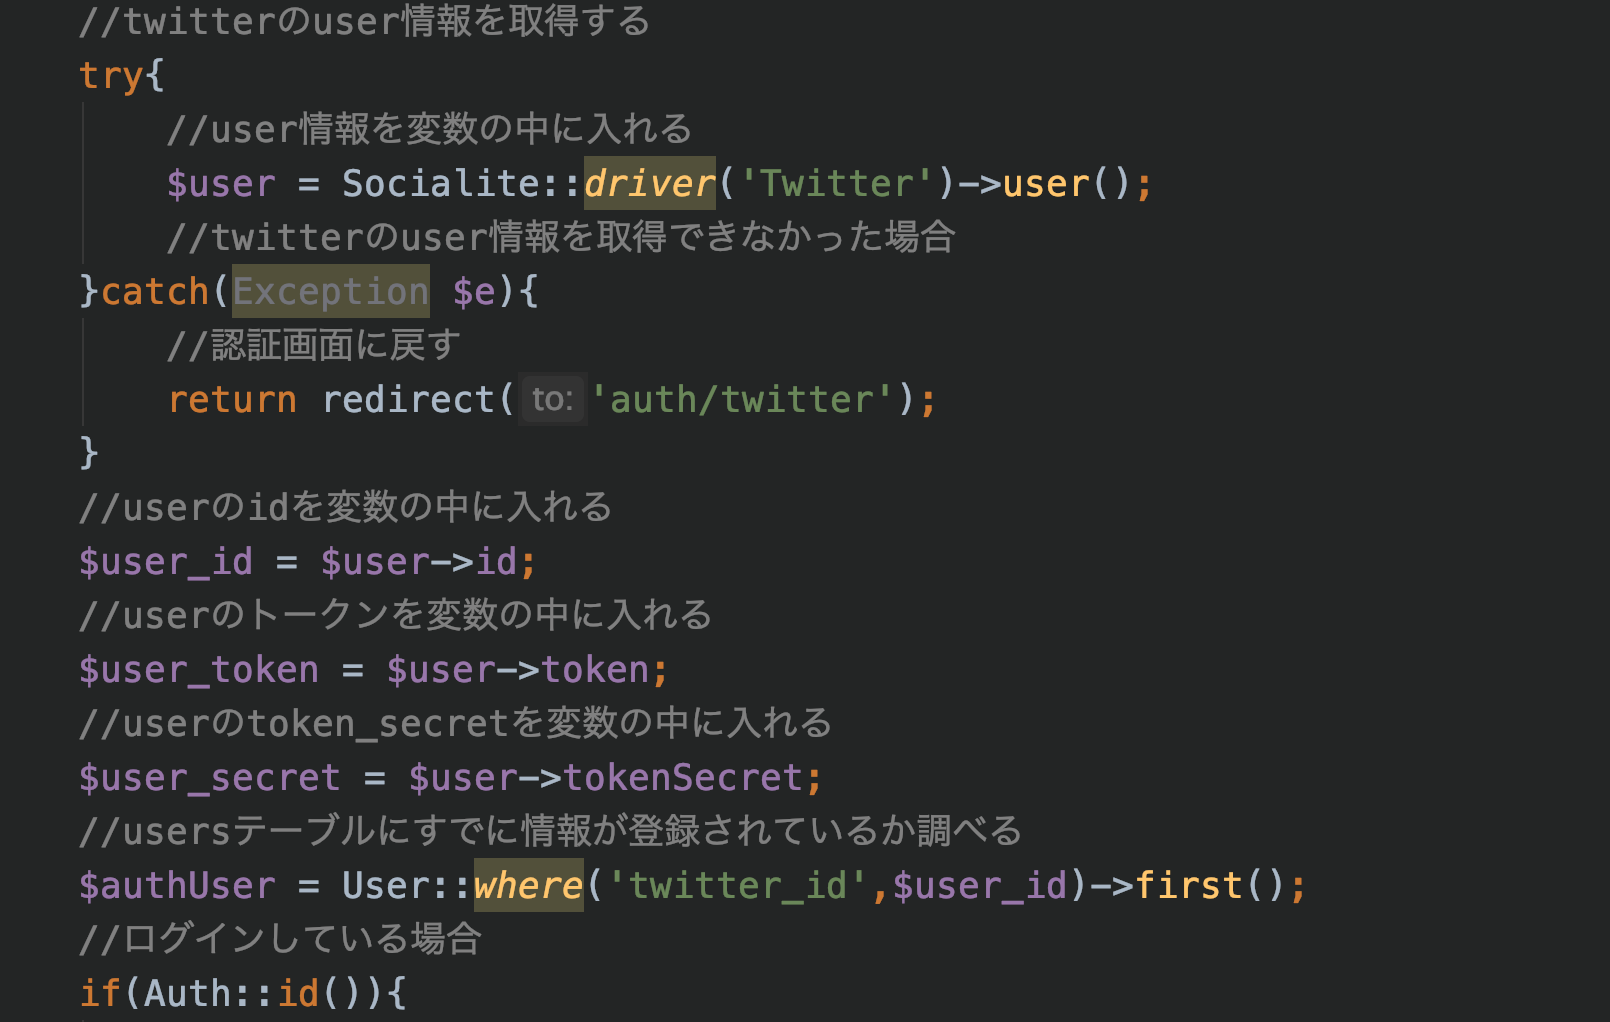 //twitterのuser情報を取得する
try{
//user情報を変数の中に入れる
$user = Socialite::driver('Twitter')->user();
//twitterのuser情報を取得できなかった場合
}catch(Exception $e){
//認証画面に戻す
return redirect( to: 'auth/twitter');
}
//userのidを変数の中に入れる
$user_id = $user->id;
//userのトークンを変数の中に入れる
$user_token = $user->token;
//userのtoken_secretを変数の中に入れる
$user_secret = $user->tokenSecret;
//usersテーブルにすでに情報が登録されているか調べる
$authUser = User::where('twitter_id',$user_id)->first();
//ログインしている場合
if(Auth::id()){